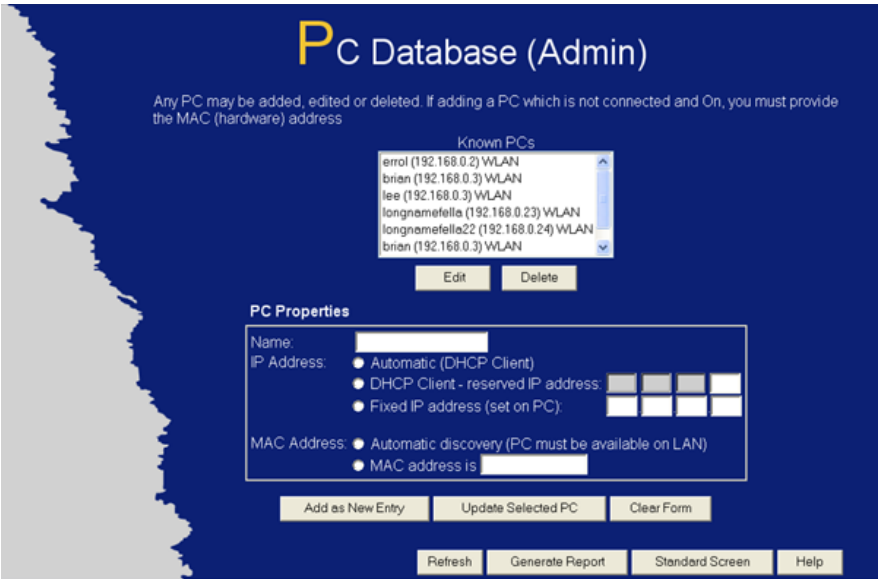 PC Database (Admin)
Any PC may be added, edited or deleted. If adding a PC which is not connected and On, you must provide
the MAC (hardware) address
Known PCs
errol (192.168.0.2) WLAN
brian (192.168.0.3) WLAN
lee (192.168.0.3) WLAN
longnamefella (192.168.0.23) WLAN
longnamefella22 (192.168.0.24) WLAN
brian (192.168.0.3) WLAN
Edit Delete
PC Properties
Name:
IP Address: Automatic (DHCP Client)
DHCP Client - reserved IP address:
Fixed IP address (set on PC):
MAC Address: Automatic discovery (PC must be available on LAN)
MAC address is
Add as New Entry Update Selected PC Clear Form
Refresh Generate Report Standard Screen Help